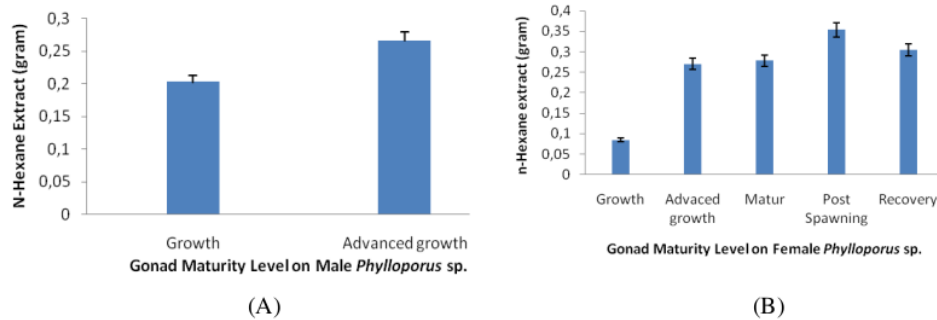 0,3
0,25
0,2
0,15
0,1
0,05
0
N-Hexane Extract (gram)
Growth
Advanced growth
Gonad Maturity Level on Male Phylloporus sp.
(A)
0,4
0,35
0,3
0,25
0,2
0,15
0,1
0,05
0
n-Hexane extract (gram)
Growth
Advaced
growth
Matur
Post
Spawning
Recovery
Gonad Maturity Level on Female Phylloporus sp.
(B)